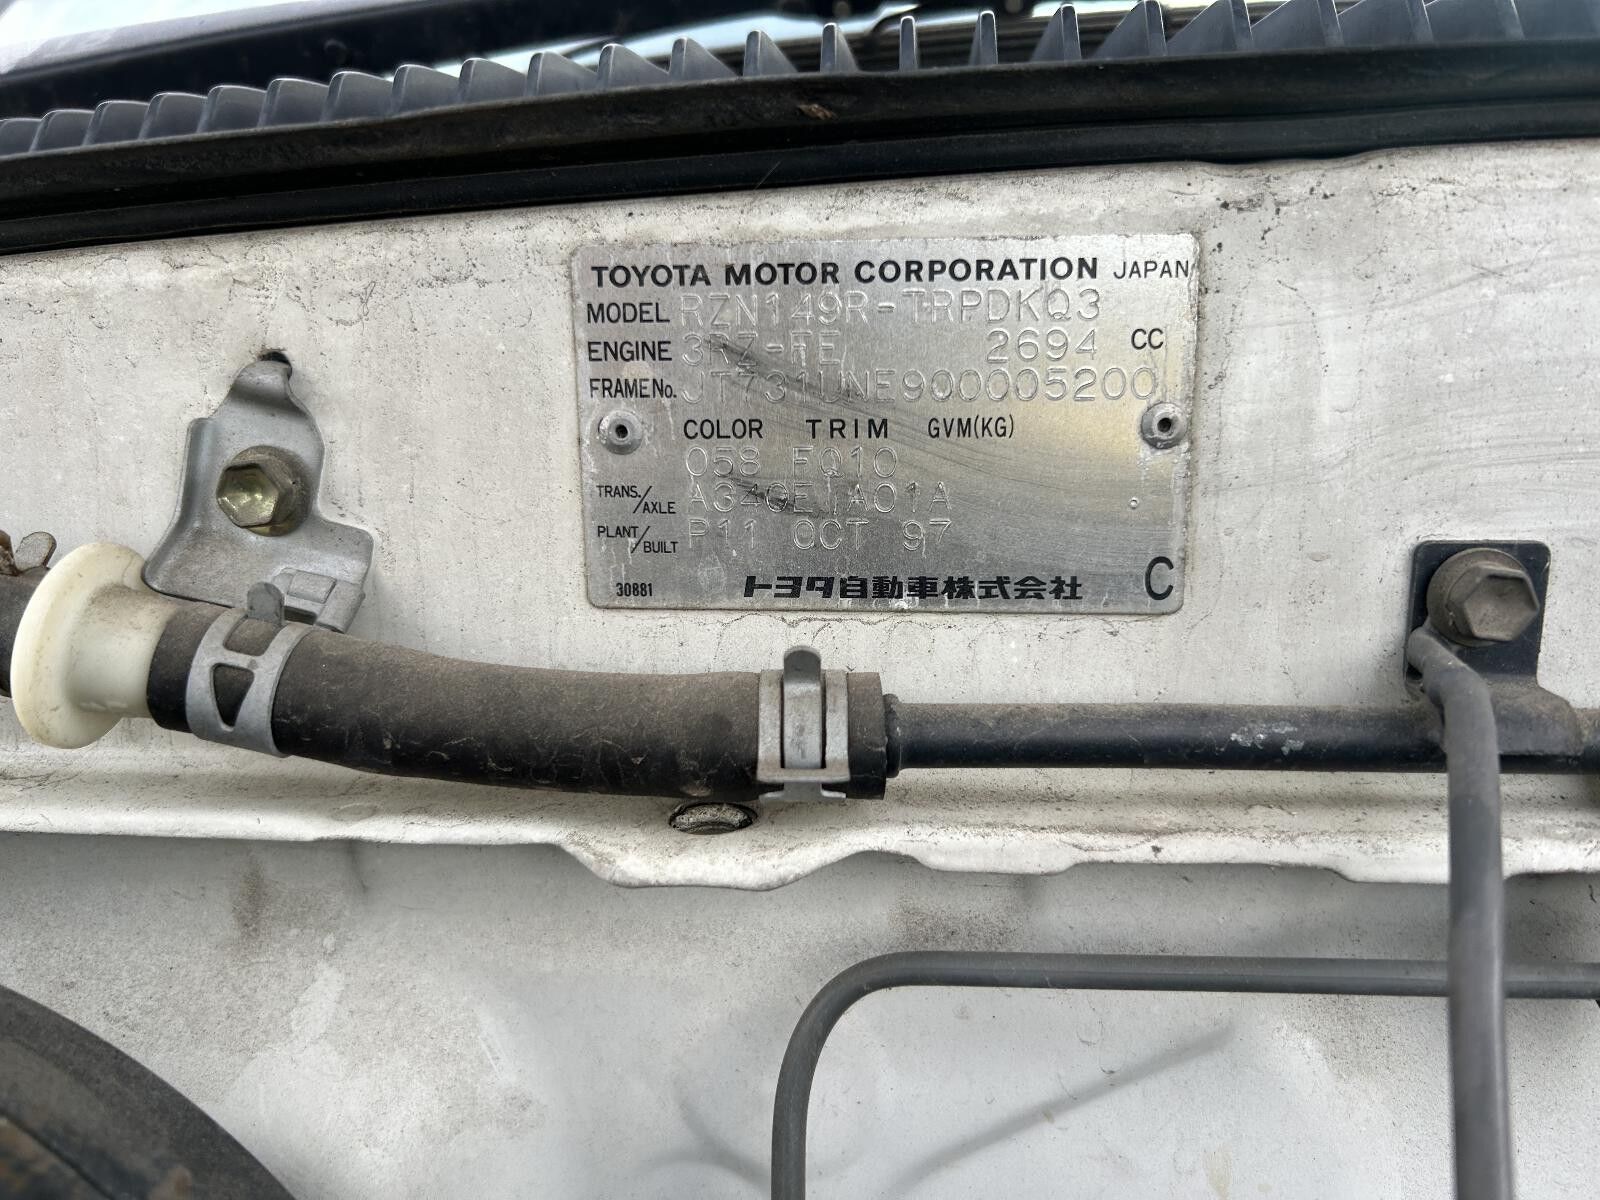 TOYOTA MOTOR CORPORATION JAPAN
MODEL RZN149R-TRPDKQ3
ENGINE 3RZ-FE 2694 CC
FRAME No. JT731UNE900005200
COLOR TRIM GVM(KG)
058 FQ10
TRANS./AXLE A340E/A01A
PLANT/BUILT P11 OCT 97
30881 トヨタ自動車株式会社 C